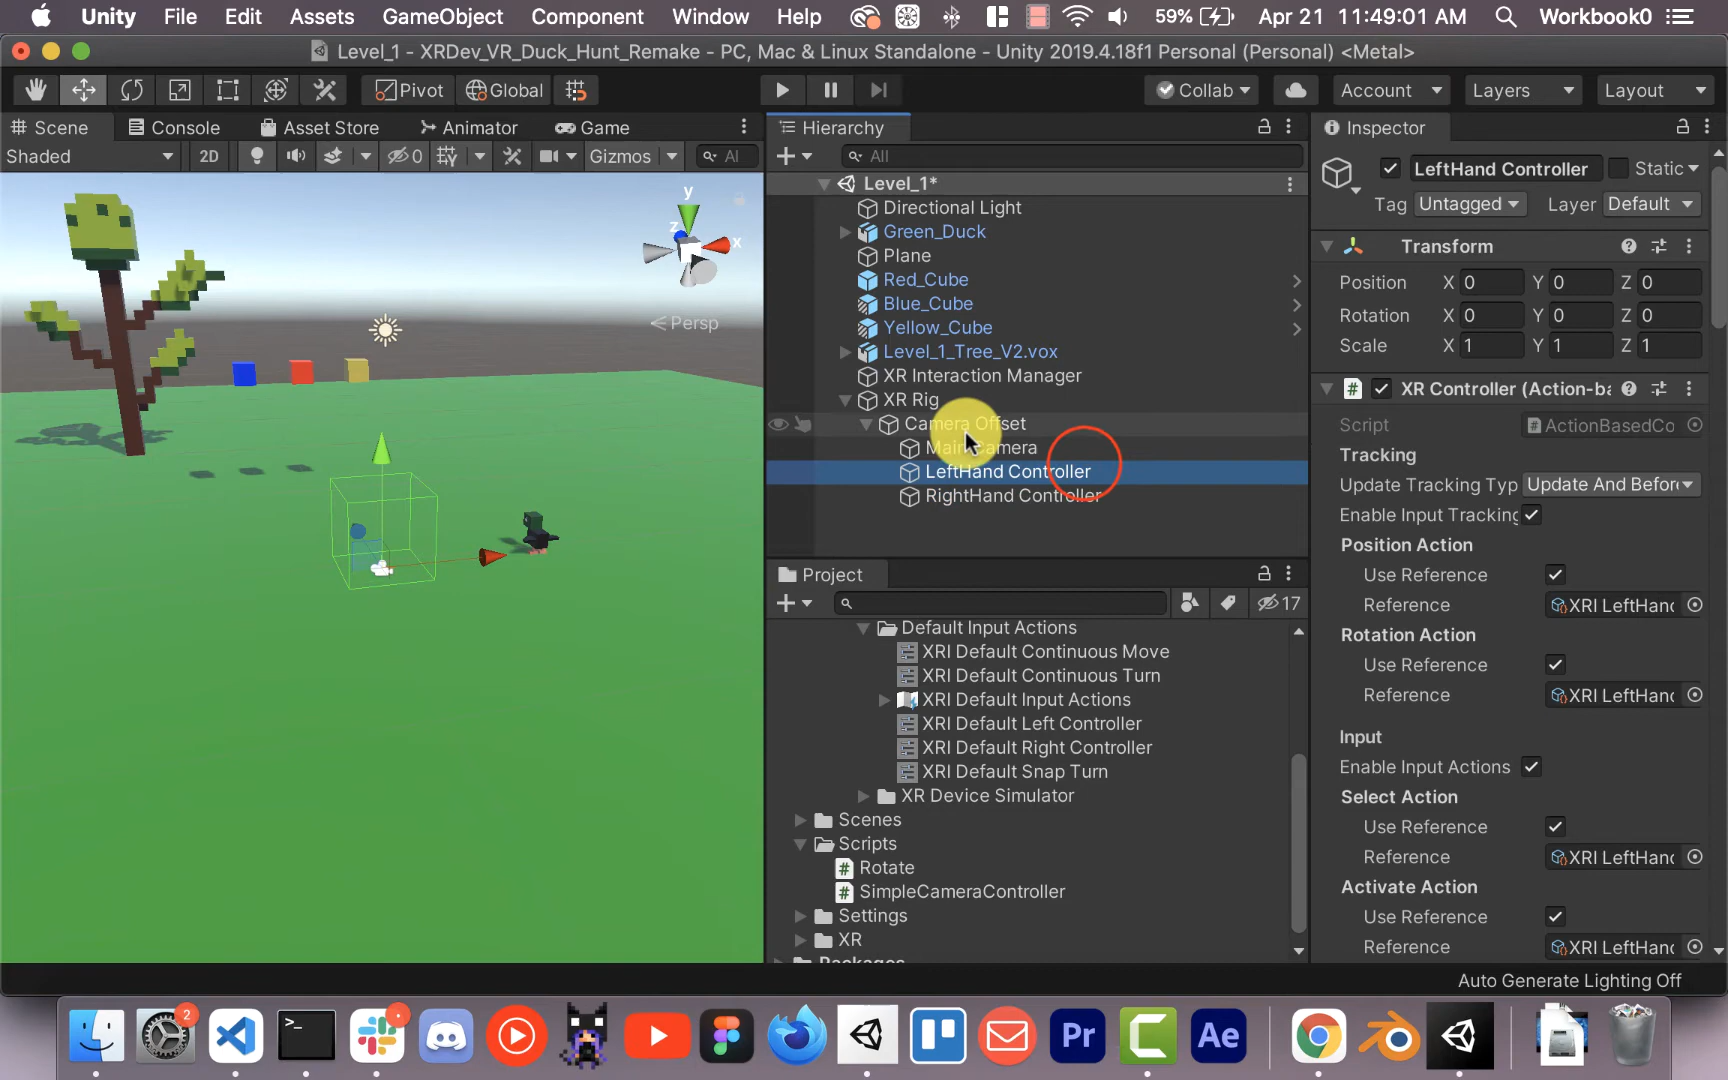 Unity File Edit Assets GameObject Component Window Help 59% Apr 21 11:49:01 AM Workbook0
Level_1 - XRDev_VR_Duck_Hunt_Remake - PC, Mac & Linux Standalone - Unity 2019.4.18f1 Personal (Personal) <Metal>
Pivot Global Collab Account Layers Layout
Scene Console Asset Store Animator Game
Shaded 2D 0 Gizmos Al
y
z
x
Persp
Hierarchy
All
Level_1*
Directional Light
Green_Duck
Plane
Red_Cube
Blue_Cube
Yellow_Cube
Level_1_Tree_V2.vox
XR Interaction Manager
XR Rig
Camera Offset
Main Camera
LeftHand Controller
RightHand Controller
Project
17
Default Input Actions
XRI Default Continuous Move
XRI Default Continuous Turn
XRI Default Input Actions
XRI Default Left Controller
XRI Default Right Controller
XRI Default Snap Turn
XR Device Simulator
Scenes
Scripts
Rotate
SimpleCameraController
Settings
XR
Packages
Inspector
LeftHand Controller Static
Tag Untagged Layer Default
Transform
Position X 0 Y 0 Z 0
Rotation X 0 Y 0 Z 0
Scale X 1 Y 1 Z 1
XR Controller (Action-ba
Script ActionBasedCo
Tracking
Update Tracking Typ Update And Befor
Enable Input Tracking
Position Action
Use Reference
Reference XRI LeftHand
Rotation Action
Use Reference
Reference XRI LeftHand
Input
Enable Input Actions
Select Action
Use Reference
Reference XRI LeftHand
Activate Action
Use Reference
Reference XRI LeftHand
Auto Generate Lighting Off
2
Pr
Ae